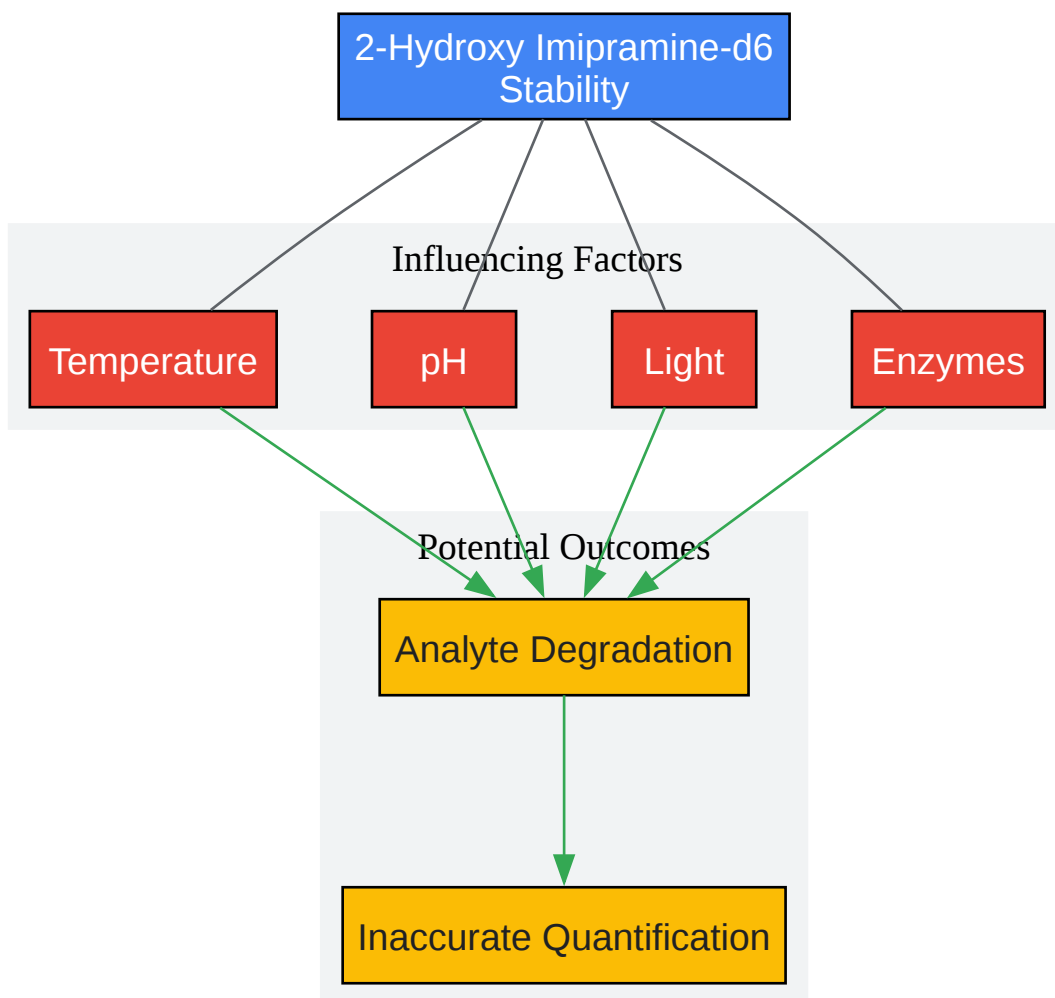 2-Hydroxy Imipramine-d6
Stability
Influencing Factors
Temperature
pH
Light
Enzymes
Potential Outcomes
Analyte Degradation
Inaccurate Quantification